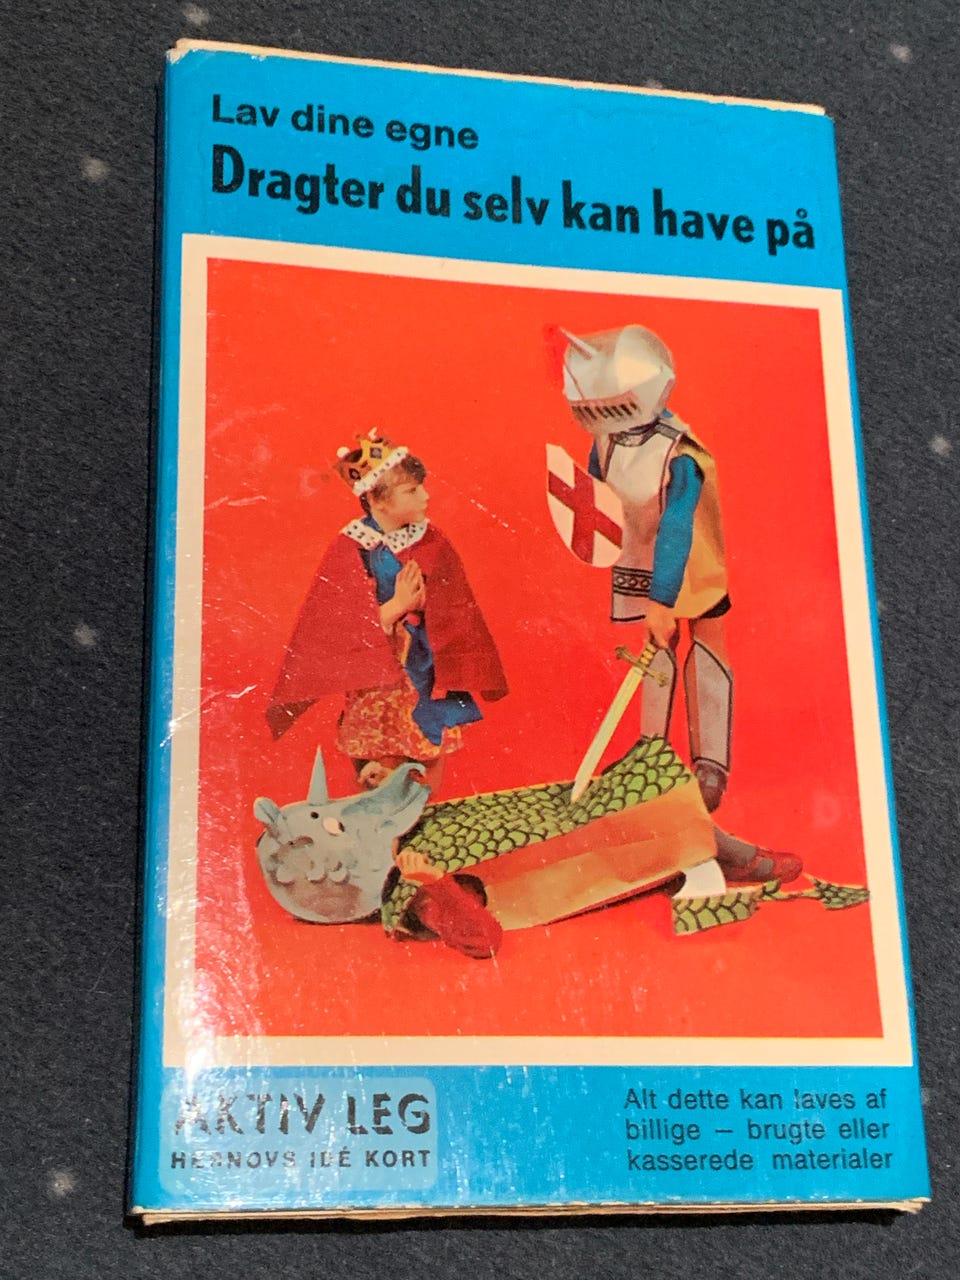 Lav dine egne
Dragter du selv kan have på
AKTIV LEG
HERNOVS IDÉ KORT
Alt dette kan laves af
billige — brugte eller
kasserede materialer